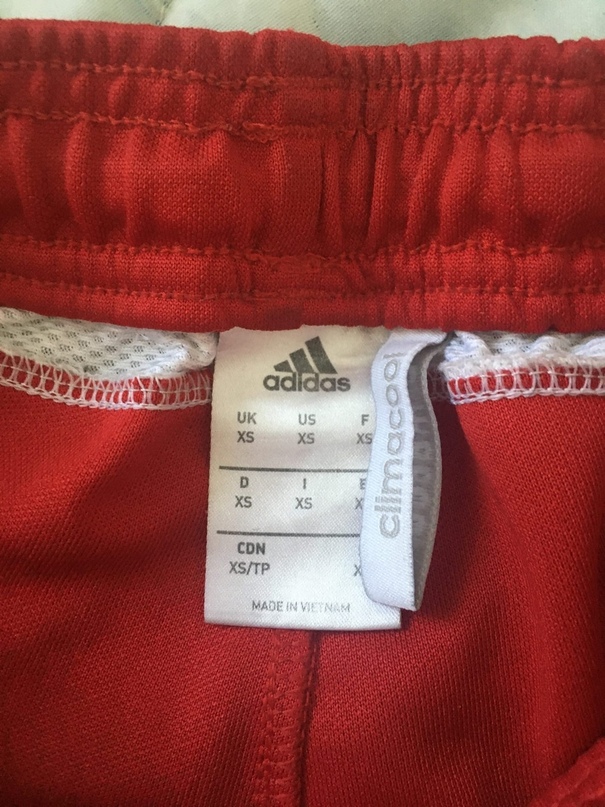 adidas
UK US F
XS XS XS
D I
XS XS
CDN
XS/TP
MADE IN VIETNAM
climacool